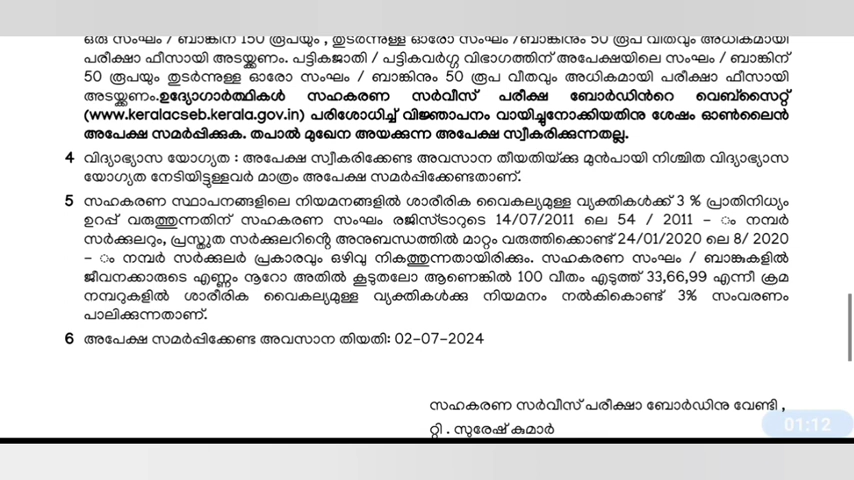 ഒരു സംഘം / ബാങ്കിന് 150 രൂപയും , തുടർന്നുള്ള ഓരോ സംഘം /ബാങ്കിനും 50 രൂപ വീതവും അധികമായി
പരീക്ഷാ ഫീസായി അടയ്ക്കണം. പട്ടികജാതി / പട്ടികവർഗ്ഗ വിഭാഗത്തിന് അപേക്ഷയിലെ സംഘം / ബാങ്കിന്
50 രൂപയും തുടർന്നുള്ള ഓരോ സംഘം / ബാങ്കിനും 50 രൂപ വീതവും അധികമായി പരീക്ഷാ ഫീസായി
അടയ്ക്കണം.ഉദ്യോഗാർത്ഥികൾ സഹകരണ സർവീസ് പരീക്ഷ ബോർഡിൻറെ വെബ്സൈറ്റ്
(www.keralacseb.kerala.gov.in) പരിശോധിച്ച് വിജ്ഞാപനം വായിച്ചുനോക്കിയതിനു ശേഷം ഓൺലൈൻ
അപേക്ഷ സമർപ്പിക്കുക. തപാൽ മുഖേന അയക്കുന്ന അപേക്ഷ സ്വീകരിക്കുന്നതല്ല.
4 വിദ്യാഭ്യാസ യോഗ്യത : അപേക്ഷ സ്വീകരിക്കേണ്ട അവസാന തീയതിയ്ക്കു മുൻപായി നിശ്ചിത വിദ്യാഭ്യാസ
യോഗ്യത നേടിയിട്ടുള്ളവർ മാത്രം അപേക്ഷ സമർപ്പിക്കേണ്ടതാണ്.
5 സഹകരണ സ്ഥാപനങ്ങളിലെ നിയമനങ്ങളിൽ ശാരീരിക വൈകല്യമുള്ള വ്യക്തികൾക്ക് 3 % പ്രാതിനിധ്യം
ഉറപ്പ് വരുത്തുന്നതിന് സഹകരണ സംഘം രജിസ്ട്രാറുടെ 14/07/2011 ലെ 54 / 2011 – ം നമ്പർ
സർക്കുലറും, പ്രസ്തുത സർക്കുലറിന്റെ അനുബന്ധത്തിൽ മാറ്റം വരുത്തിക്കൊണ്ട് 24/01/2020 ലെ 8/ 2020
– ം നമ്പർ സർക്കുലർ പ്രകാരവും ഒഴിവു നികത്തുന്നതായിരിക്കും. സഹകരണ സംഘം / ബാങ്കുകളിൽ
ജീവനക്കാരുടെ എണ്ണം നൂറോ അതിൽ കൂടുതലോ ആണെങ്കിൽ 100 വീതം എടുത്ത് 33,66,99 എന്നീ ക്രമ
നമ്പറുകളിൽ ശാരീരിക വൈകല്യമുള്ള വ്യക്തികൾക്കു നിയമനം നൽകികൊണ്ട് 3% സംവരണം
പാലിക്കുന്നതാണ്.
6 അപേക്ഷ സമർപ്പിക്കേണ്ട അവസാന തിയതി: 02-07-2024
സഹകരണ സർവീസ് പരീക്ഷാ ബോർഡിനു വേണ്ടി ,
റ്റി . സുരേഷ് കുമാർ
01:12